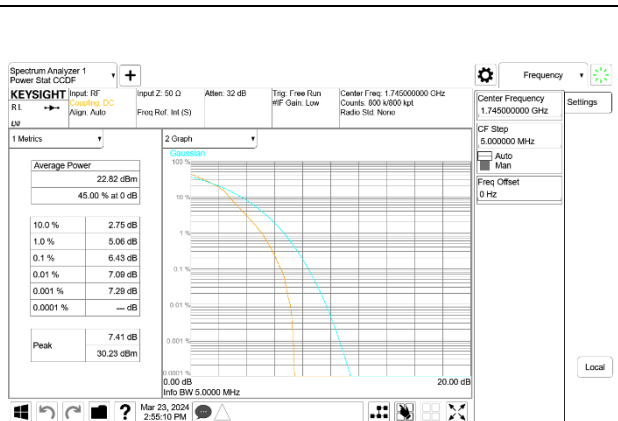 Spectrum Analyzer 1
Power Stat CCDF
+
Frequency
Settings
KEYSIGHT
RL
Input: RF
Coupling: DC
Align: Auto
Input Z: 50 Ω
Freq Ref: Int (S)
Atten: 32 dB
Trig: Free Run
#IF Gain: Low
Center Freq: 1.745000000 GHz
Counts: 800 k/800 kpt
Radio Std: None
Center Frequency
1.745000000 GHz
CF Step
5.000000 MHz
Auto
Man
Freq Offset
0 Hz
Local
1 Metrics
Average Power
22.82 dBm
45.00 % at 0 dB
10.0 % 2.75 dB
1.0 % 5.06 dB
0.1 % 6.43 dB
0.01 % 7.09 dB
0.001 % 7.29 dB
0.0001 % --- dB
Peak
7.41 dB
30.23 dBm
2 Graph
Gaussian
100 %
10 %
1 %
0.1 %
0.01 %
0.001 %
0.0001 %
0.00 dB 20.00 dB
Info BW 5.0000 MHz
?
Mar 23, 2024
2:55:10 PM